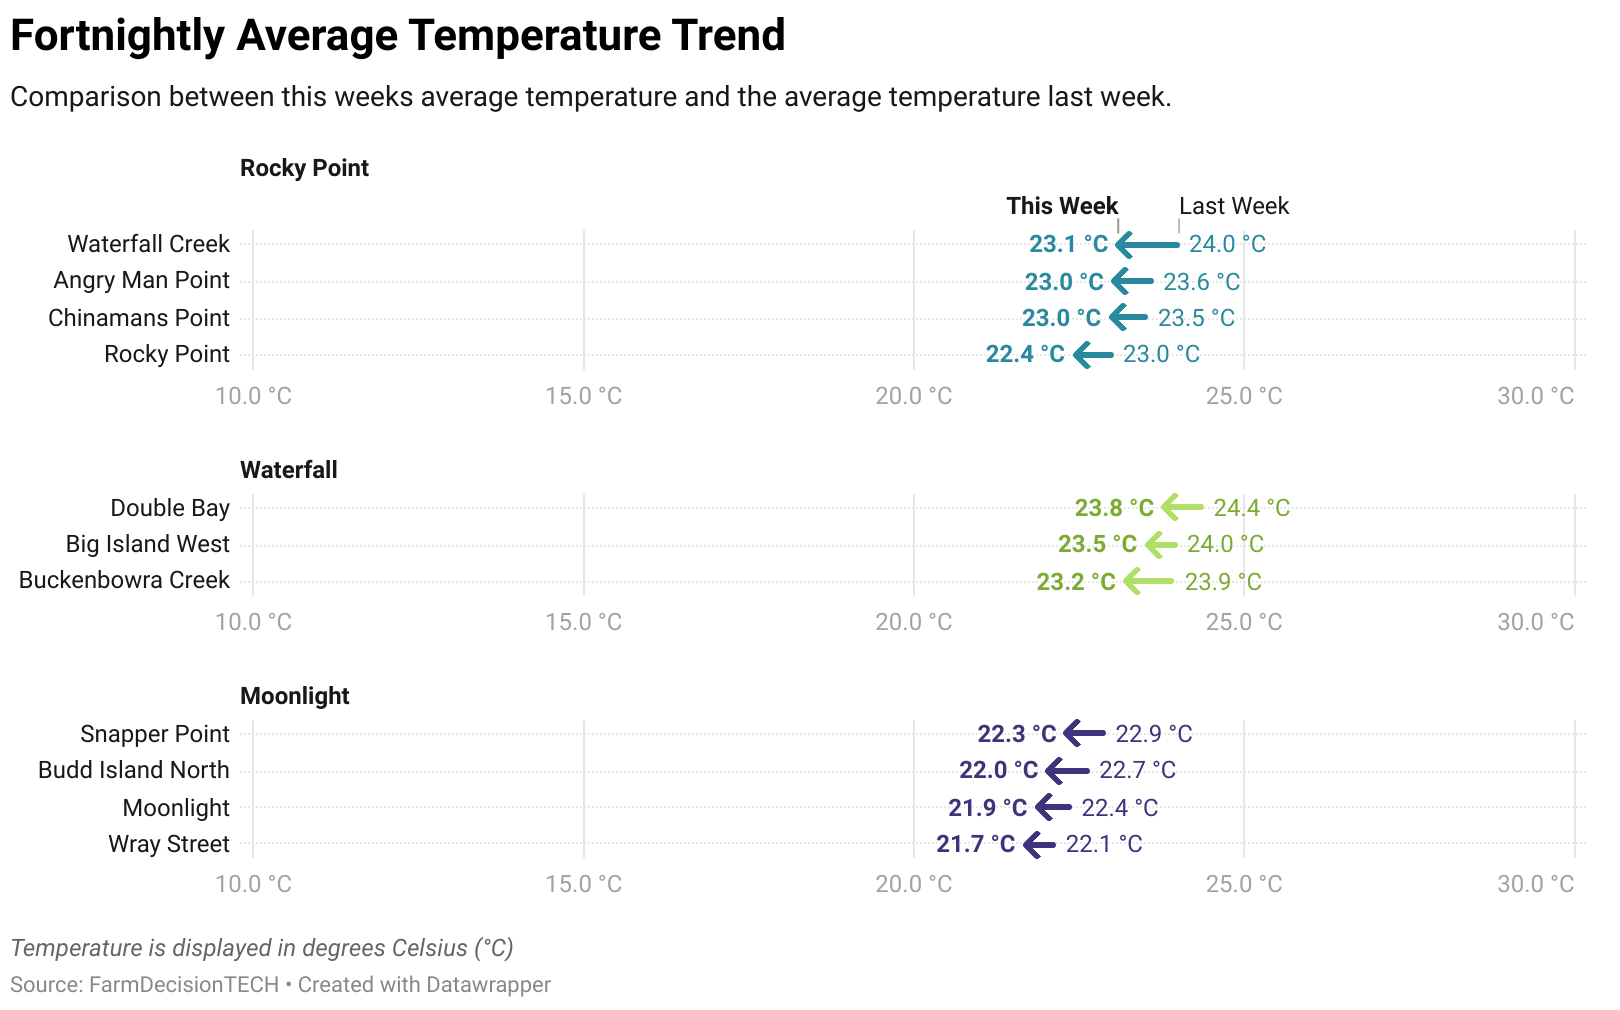 Fortnightly Average Temperature Trend
Comparison between this weeks average temperature and the average temperature last week.
Rocky Point
This Week Last Week
Waterfall Creek 23.1 °C 24.0 °C
Angry Man Point 23.0 °C 23.6 °C
Chinamans Point 23.0 °C 23.5 °C
Rocky Point 22.4 °C 23.0 °C
10.0 °C 15.0 °C 20.0 °C 25.0 °C 30.0 °C
Waterfall
Double Bay 23.8 °C 24.4 °C
Big Island West 23.5 °C 24.0 °C
Buckenbowra Creek 23.2 °C 23.9 °C
10.0 °C 15.0 °C 20.0 °C 25.0 °C 30.0 °C
Moonlight
Snapper Point 22.3 °C 22.9 °C
Budd Island North 22.0 °C 22.7 °C
Moonlight 21.9 °C 22.4 °C
Wray Street 21.7 °C 22.1 °C
10.0 °C 15.0 °C 20.0 °C 25.0 °C 30.0 °C
Temperature is displayed in degrees Celsius (°C)
Source: FarmDecisionTECH • Created with Datawrapper